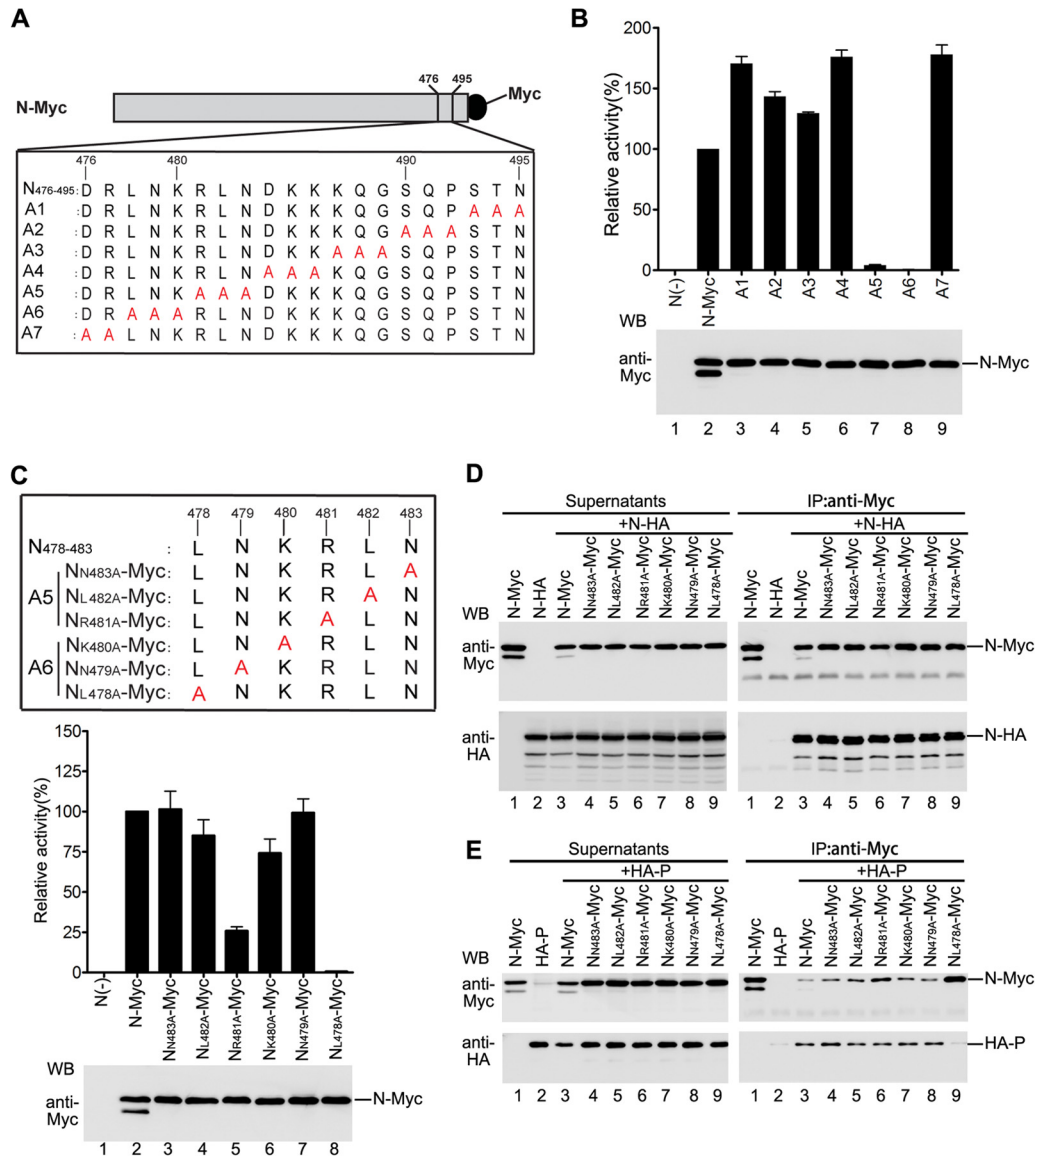 A
N-Myc
476 495
Myc
476 480 490 495
N476-495: D R L N K R L N D K K K Q G S Q P S T N
A1 : D R L N K R L N D K K K Q G S Q P A A A
A2 : D R L N K R L N D K K K Q G A A A S T N
A3 : D R L N K R L N D K K A A A S Q P S T N
A4 : D R L N K R L N A A A K Q G S Q P S T N
A5 : D R L N K A A A D K K K Q G S Q P S T N
A6 : D R A A A R L N D K K K Q G S Q P S T N
A7 : A A L N K R L N D K K K Q G S Q P S T N
B
Relative activity(%)
200
150
100
50
0
N(-) N-Myc A1 A2 A3 A4 A5 A6 A7
WB
anti-Myc
N-Myc
1 2 3 4 5 6 7 8 9
C
478 479 480 481 482 483
N478-483 : L N K R L N
A5
NN483A-Myc: L N K R L A
NL482A-Myc: L N K R A N
NR481A-Myc: L N K A L N
A6
NK480A-Myc: L N A R L N
NN479A-Myc: L A K R L N
NL478A-Myc: A N K R L N
Relative activity(%)
150
125
100
75
50
25
0
N(-) N-Myc NN483A-Myc NL482A-Myc NR481A-Myc NK480A-Myc NN479A-Myc NL478A-Myc
WB
anti-Myc
N-Myc
1 2 3 4 5 6 7 8
D
Supernatants IP:anti-Myc
+N-HA +N-HA
N-Myc N-HA N-Myc NN483A-Myc NL482A-Myc NR481A-Myc NK480A-Myc NN479A-Myc NL478A-Myc N-Myc N-HA N-Myc NN483A-Myc NL482A-Myc NR481A-Myc NK480A-Myc NN479A-Myc NL478A-Myc
WB
anti-Myc
N-Myc
anti-HA
N-HA
1 2 3 4 5 6 7 8 9 1 2 3 4 5 6 7 8 9
E
Supernatants IP:anti-Myc
+HA-P +HA-P
N-Myc HA-P N-Myc NN483A-Myc NL482A-Myc NR481A-Myc NK480A-Myc NN479A-Myc NL478A-Myc N-Myc HA-P N-Myc NN483A-Myc NL482A-Myc NR481A-Myc NK480A-Myc NN479A-Myc NL478A-Myc
WB
anti-Myc
N-Myc
anti-HA
HA-P
1 2 3 4 5 6 7 8 9 1 2 3 4 5 6 7 8 9